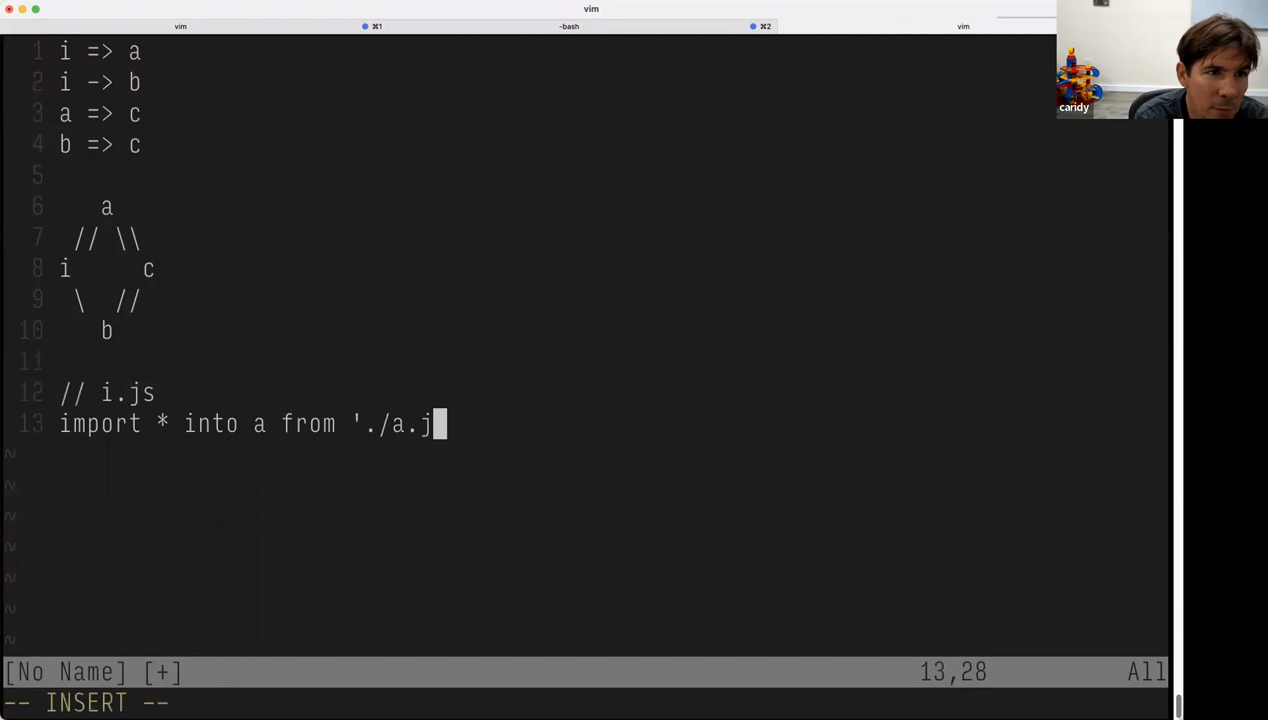 vim
vim ⌘1 -bash ⌘2 vim
caridy
1 i => a
2 i -> b
3 a => c
4 b => c
5
6 a
7 // \\
8 i c
9 \ //
10 b
11
12 // i.js
13 import * into a from './a.j
~
~
~
~
~
~
~
[No Name] [+] 13,28 All
-- INSERT --